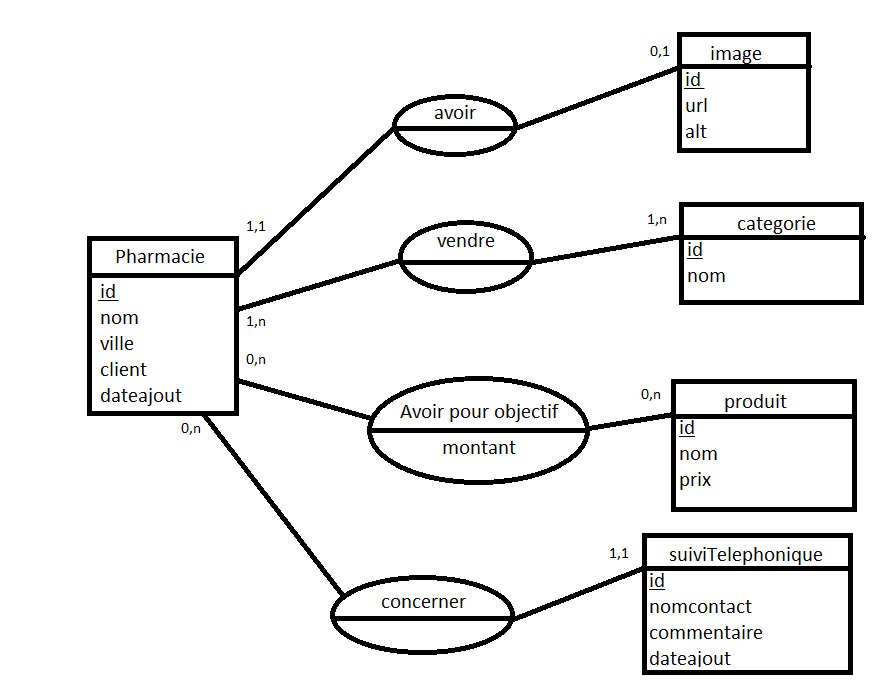 0,1
image
id
url
alt
avoir
1,1
Pharmacie
id
nom
ville
client
dateajout
vendre
1,n
1,n
categorie
id
nom
0,n
Avoir pour objectif
montant
0,n
produit
id
nom
prix
0,n
concerner
1,1
suiviTelephonique
id
nomcontact
commentaire
dateajout